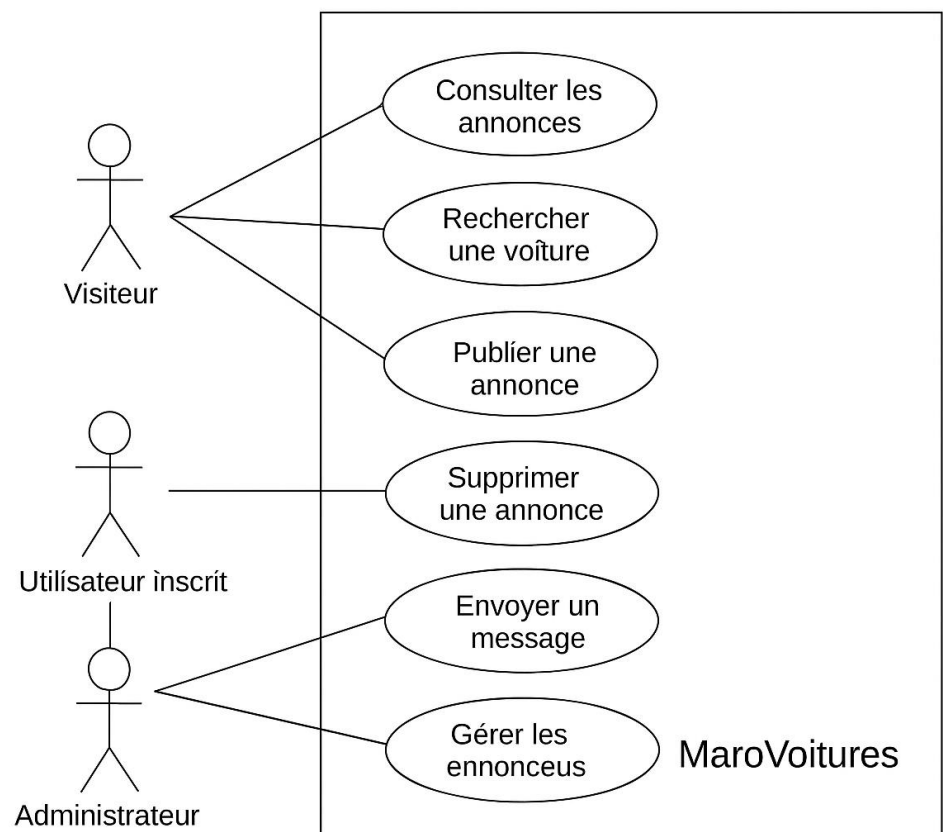 Consulter les
annonces
Visiteur
Rechercher
une voîture
Publíer une
annonce
Supprimer
une annonce
Utilísateur ìnscrít
Envoyer un
message
Gérer les
ennonceus
MaroVoitures
Administrateur